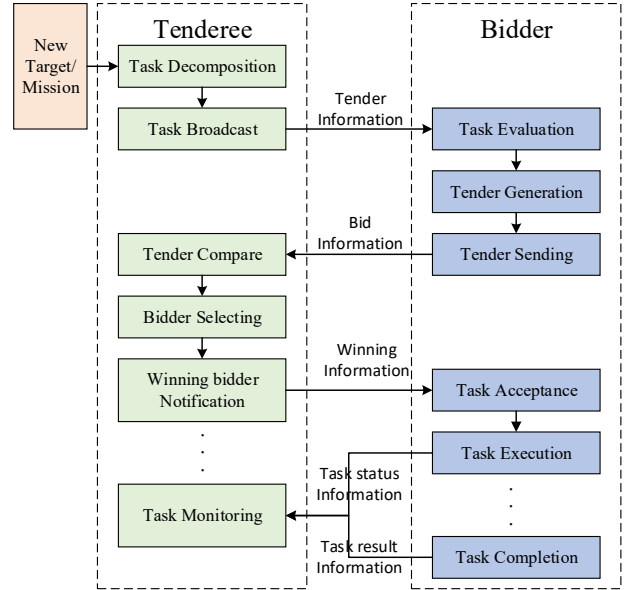 Tenderee
Bidder
New
Target/
Mission
Task Decomposition
Task Broadcast
Tender
Information
Task Evaluation
Tender Generation
Bid
Information
Tender Compare
Tender Sending
Bidder Selecting
Winning bidder
Notification
Winning
Information
Task Acceptance
Task Execution
Task status
Information
Task Monitoring
Task result
Information
Task Completion